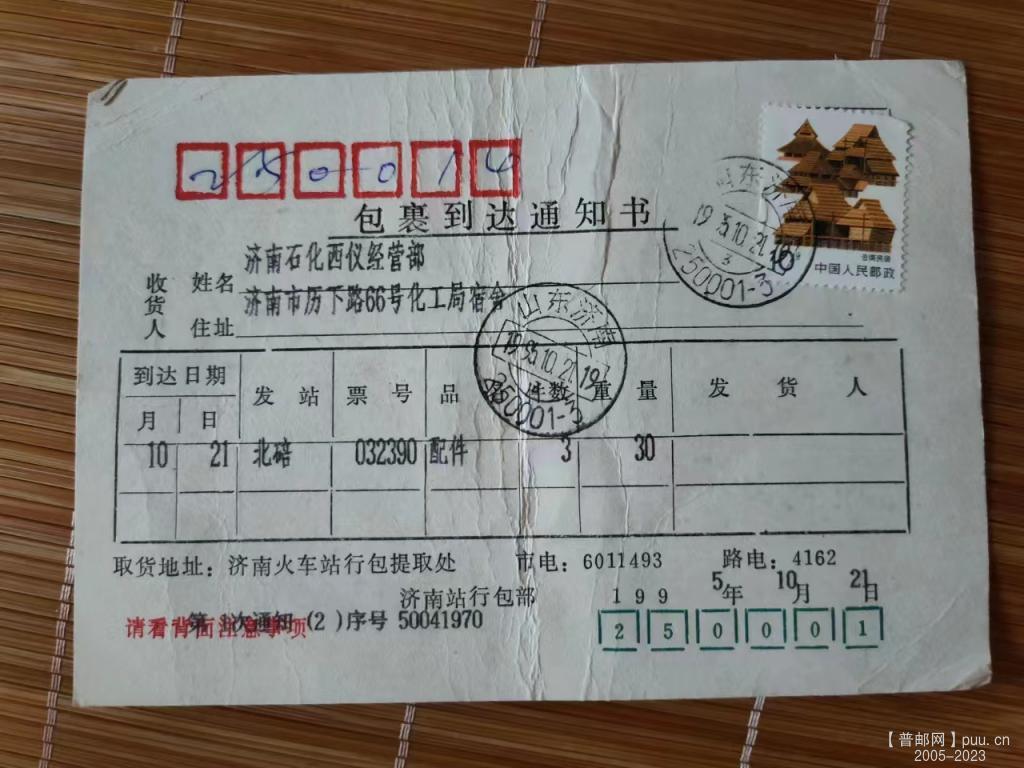 250014
包裹到达通知书
收货人
姓名 济南石化西仪经营部
住址 济南市历下路66号化工局宿舍
中国人民邮政
山东济
1995.10.21.
250001-3
山东济南
1995.10.21.19
250001-3
到达日期 发站 票号 品 件数 重量 发货人
月 日
10 21 北碚 032390 配件 3 30
取货地址：济南火车站行包提取处 市电：6011493 路电：4162
济南站行包部 1995年10月21日
请看背面注意事项
次通知(2)序号 50041970
250001
【普邮网】puu.cn
2005-2023